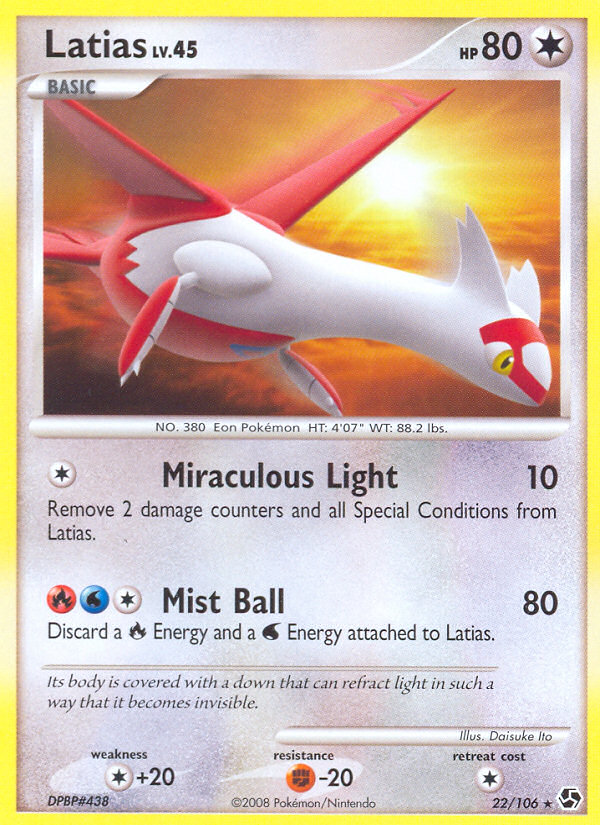 Latias LV.45 HP 80
BASIC
NO. 380 Eon Pokémon HT: 4'07" WT: 88.2 lbs.
Miraculous Light 10
Remove 2 damage counters and all Special Conditions from
Latias.
Mist Ball 80
Discard a Energy and a Energy attached to Latias.
Its body is covered with a down that can refract light in such a
way that it becomes invisible.
Illus. Daisuke Ito
weakness resistance retreat cost
+20 -20
DPBP#438 ©2008 Pokémon/Nintendo 22/106 ★